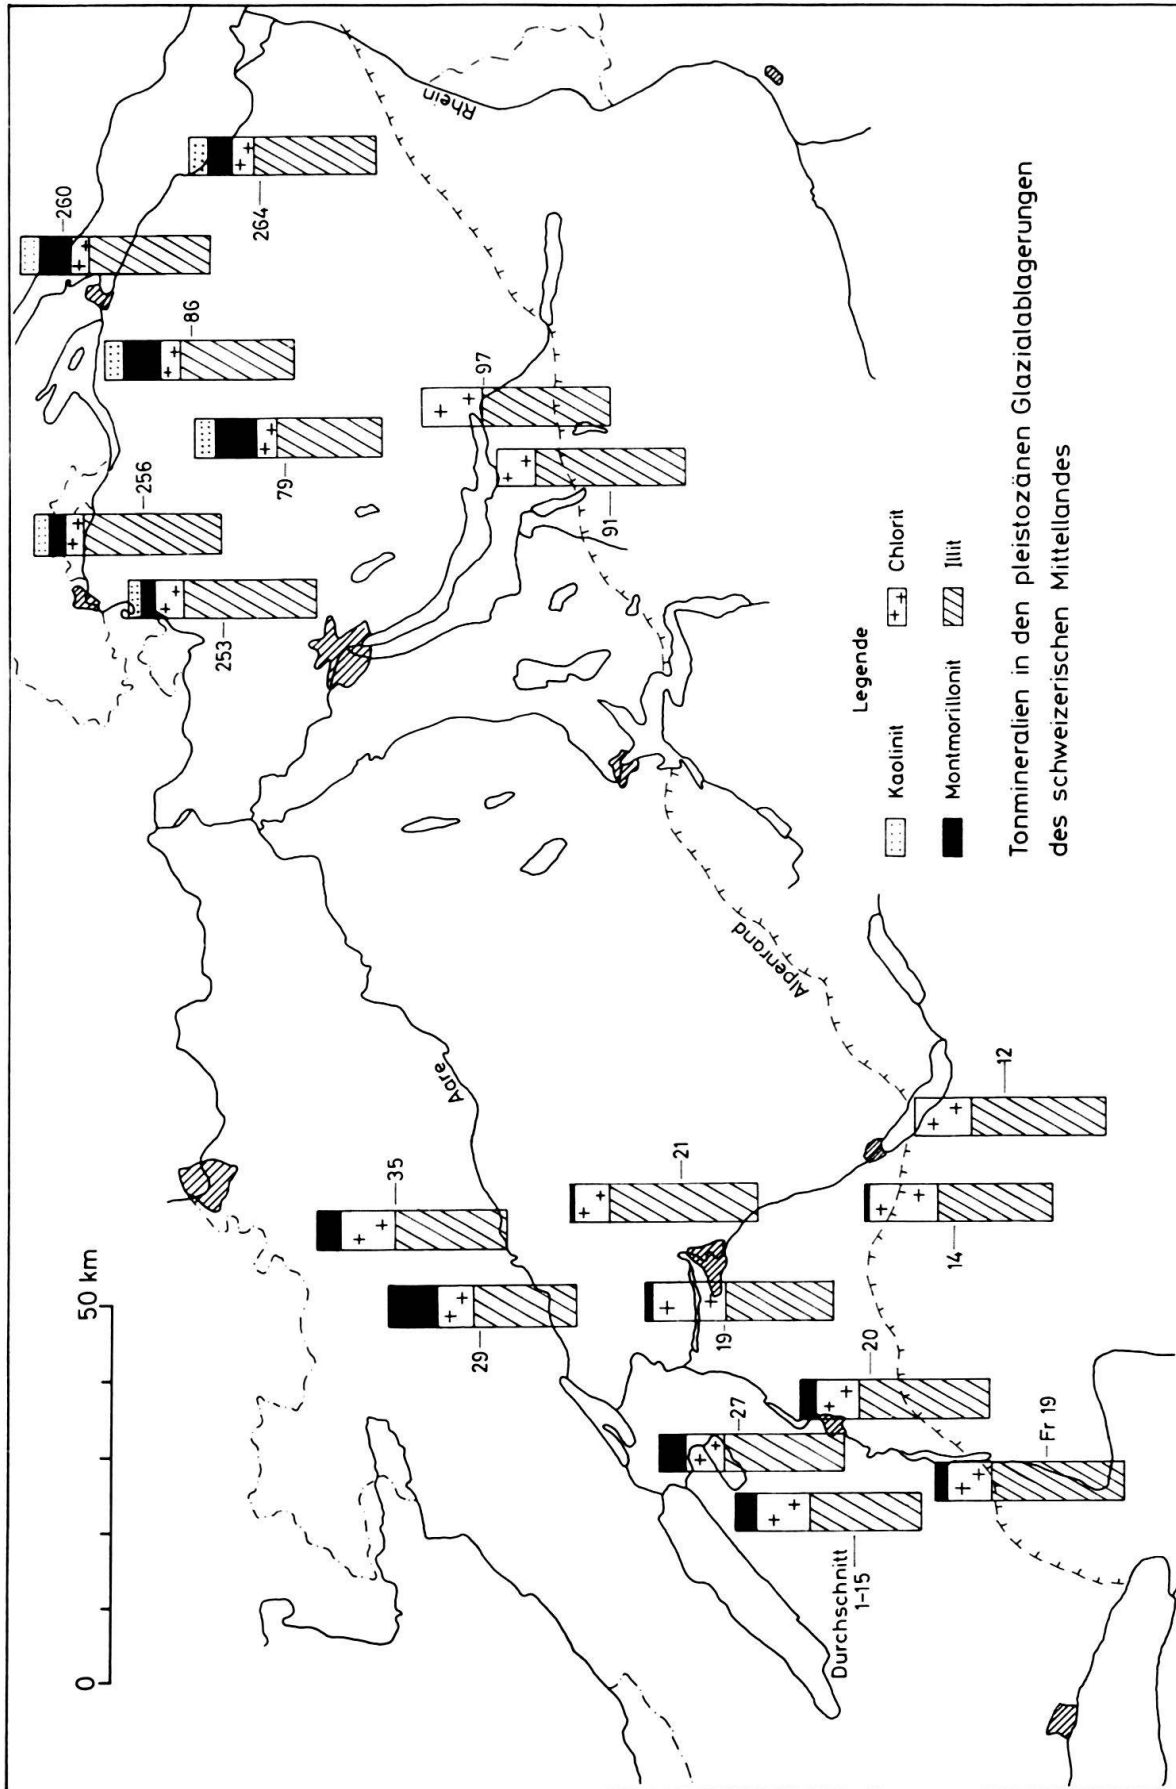 0 50 km
260
264
86
79
256
253
97
91
Rhein
Aare
Alpenrand
35
29
21
19
12
14
20
27
Fr 19
Durchschnitt
1-15
Legende
Kaolinit
Chlorit
Montmorillonit
Illit
Tonmineralien in den pleistozänen Glazialablagerungen
des schweizerischen Mittellandes